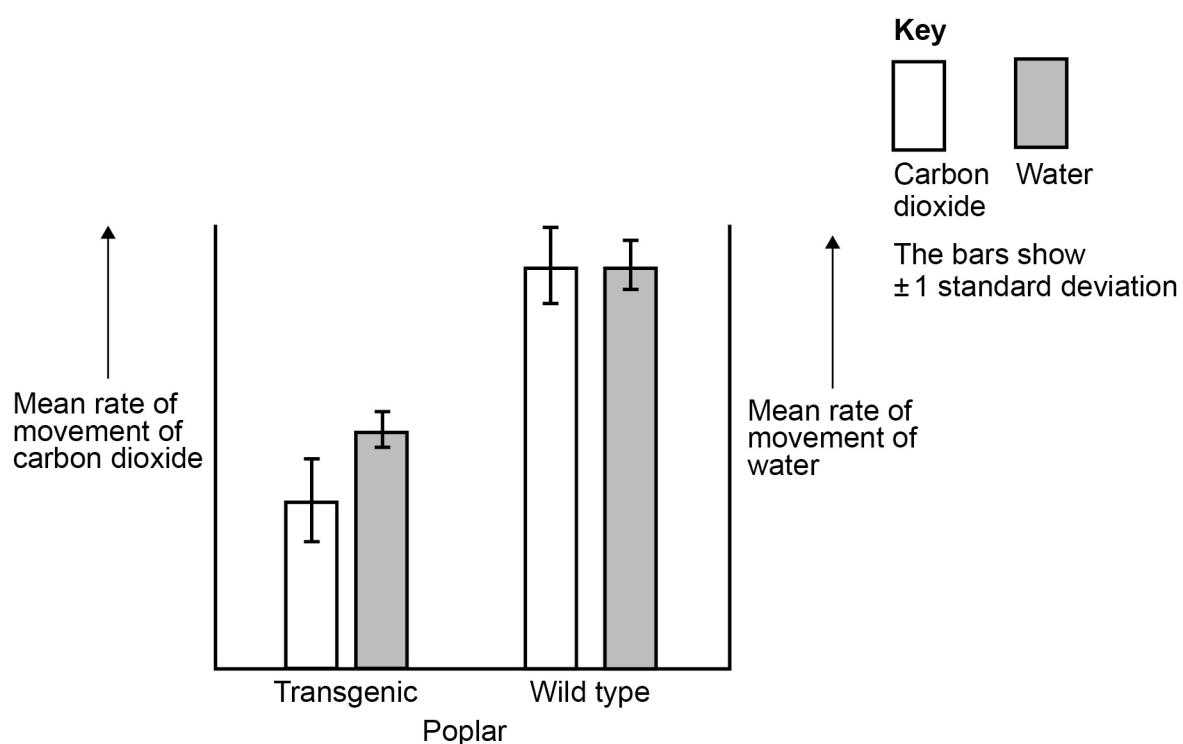 Key
Carbon
dioxide
Water
The bars show
± 1 standard deviation
Mean rate of
movement of
carbon dioxide
Mean rate of
movement of
water
Transgenic
Wild type
Poplar